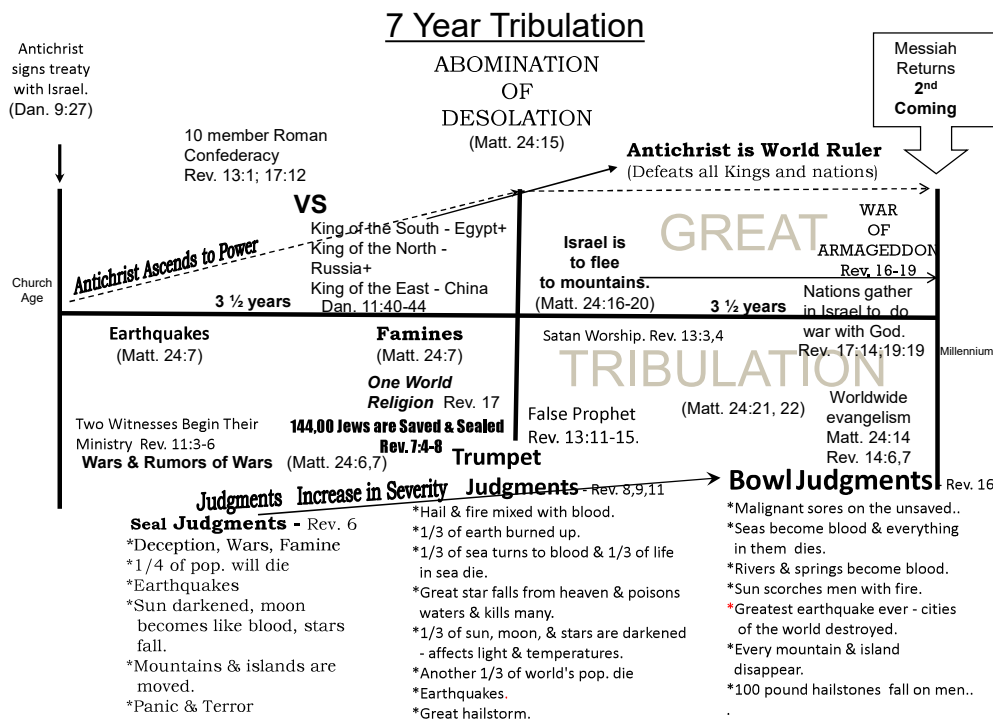 7 Year Tribulation
Antichrist
signs treaty
with Israel.
(Dan. 9:27)
ABOMINATION
OF
DESOLATION
(Matt. 24:15)
Messiah
Returns
2nd
Coming
10 member Roman
Confederacy
Rev. 13:1; 17:12
Antichrist is World Ruler
(Defeats all Kings and nations)
VS
King of the South - Egypt+
King of the North -
Russia+
King of the East - China
Dan. 11:40-44
Antichrist Ascends to Power
Church
Age
3 ½ years
GREAT
WAR
OF
ARMAGEDDON
Rev. 16-19
Israel is
to flee
to mountains.
(Matt. 24:16-20)
3 ½ years
Nations gather
in Israel to do
war with God.
Rev. 17:14;19:19
Millennium
Earthquakes
(Matt. 24:7)
Famines
(Matt. 24:7)
Satan Worship. Rev. 13:3,4
TRIBULATION
One World
Religion Rev. 17
(Matt. 24:21, 22)
Worldwide
evangelism
Matt. 24:14
Rev. 14:6,7
False Prophet
Rev. 13:11-15.
Two Witnesses Begin Their
Ministry Rev. 11:3-6
144,00 Jews are Saved & Sealed
Rev. 7:4-8
Wars & Rumors of Wars (Matt. 24:6,7)
Judgments Increase in Severity
Seal Judgments - Rev. 6
*Deception, Wars, Famine
*1/4 of pop. will die
*Earthquakes
*Sun darkened, moon
becomes like blood, stars
fall.
*Mountains & islands are
moved.
*Panic & Terror
Trumpet
Judgments - Rev. 8,9,11
*Hail & fire mixed with blood.
*1/3 of earth burned up.
*1/3 of sea turns to blood & 1/3 of life
in sea die.
*Great star falls from heaven & poisons
waters & kills many.
*1/3 of sun, moon, & stars are darkened
- affects light & temperatures.
*Another 1/3 of world's pop. die
*Earthquakes.
*Great hailstorm.
Bowl Judgments - Rev. 16
*Malignant sores on the unsaved..
*Seas become blood & everything
in them dies.
*Rivers & springs become blood.
*Sun scorches men with fire.
*Greatest earthquake ever - cities
of the world destroyed.
*Every mountain & island
disappear.
*100 pound hailstones fall on men..
.